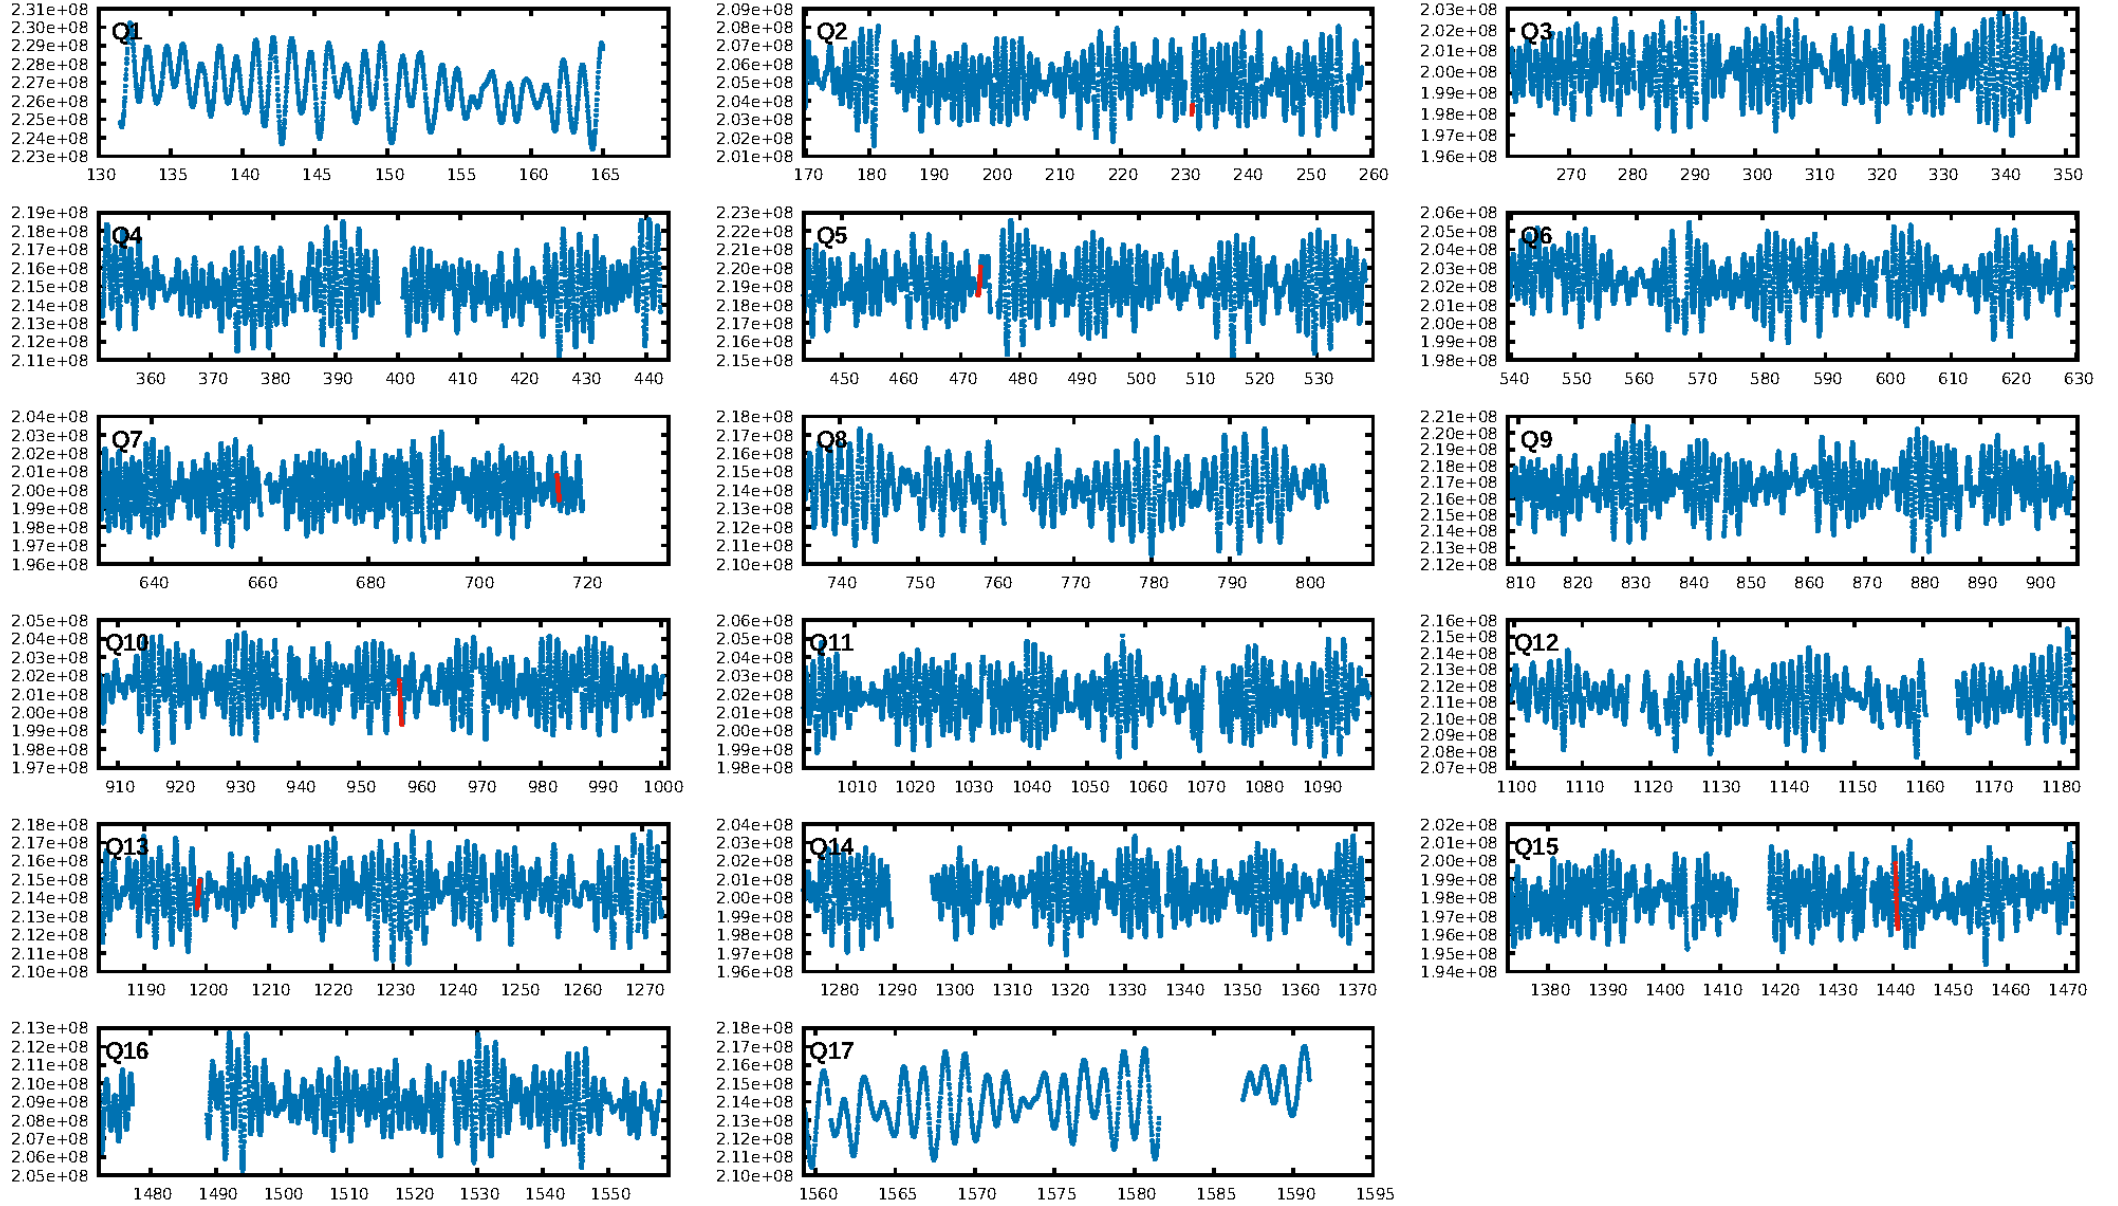 2.31e+08 2.30e+08 2.29e+08 2.28e+08 2.27e+08 2.26e+08 2.25e+08 2.24e+08 2.23e+08
Q1
130 135 140 145 150 155 160 165
2.09e+08 2.08e+08 2.07e+08 2.06e+08 2.05e+08 2.04e+08 2.03e+08 2.02e+08 2.01e+08
Q2
170 180 190 200 210 220 230 240 250 260
2.03e+08 2.02e+08 2.01e+08 2.00e+08 1.99e+08 1.98e+08 1.97e+08 1.96e+08
Q3
270 280 290 300 310 320 330 340 350
2.19e+08 2.18e+08 2.17e+08 2.16e+08 2.15e+08 2.14e+08 2.13e+08 2.12e+08 2.11e+08
Q4
360 370 380 390 400 410 420 430 440
2.23e+08 2.22e+08 2.21e+08 2.20e+08 2.19e+08 2.18e+08 2.17e+08 2.16e+08 2.15e+08
Q5
450 460 470 480 490 500 510 520 530
2.06e+08 2.05e+08 2.04e+08 2.03e+08 2.02e+08 2.01e+08 2.00e+08 1.99e+08 1.98e+08
Q6
540 550 560 570 580 590 600 610 620 630
2.04e+08 2.03e+08 2.02e+08 2.01e+08 2.00e+08 1.99e+08 1.98e+08 1.97e+08 1.96e+08
Q7
640 660 680 700 720
2.18e+08 2.17e+08 2.16e+08 2.15e+08 2.14e+08 2.13e+08 2.12e+08 2.11e+08 2.10e+08
Q8
740 750 760 770 780 790 800
2.21e+08 2.20e+08 2.19e+08 2.18e+08 2.17e+08 2.16e+08 2.15e+08 2.14e+08 2.13e+08 2.12e+08
Q9
810 820 830 840 850 860 870 880 890 900
2.05e+08 2.04e+08 2.03e+08 2.02e+08 2.01e+08 2.00e+08 1.99e+08 1.98e+08 1.97e+08
Q10
910 920 930 940 950 960 970 980 990 1000
2.06e+08 2.05e+08 2.04e+08 2.03e+08 2.02e+08 2.01e+08 2.00e+08 1.99e+08 1.98e+08
Q11
1010 1020 1030 1040 1050 1060 1070 1080 1090
2.16e+08 2.15e+08 2.14e+08 2.13e+08 2.12e+08 2.11e+08 2.10e+08 2.09e+08 2.08e+08 2.07e+08
Q12
1100 1110 1120 1130 1140 1150 1160 1170 1180
2.18e+08 2.17e+08 2.16e+08 2.15e+08 2.14e+08 2.13e+08 2.12e+08 2.11e+08 2.10e+08
Q13
1190 1200 1210 1220 1230 1240 1250 1260 1270
2.04e+08 2.03e+08 2.02e+08 2.01e+08 2.00e+08 1.99e+08 1.98e+08 1.97e+08 1.96e+08
Q14
1280 1290 1300 1310 1320 1330 1340 1350 1360 1370
2.02e+08 2.01e+08 2.00e+08 1.99e+08 1.98e+08 1.97e+08 1.96e+08 1.95e+08 1.94e+08
Q15
1380 1390 1400 1410 1420 1430 1440 1450 1460 1470
2.13e+08 2.12e+08 2.11e+08 2.10e+08 2.09e+08 2.08e+08 2.07e+08 2.06e+08 2.05e+08
Q16
1480 1490 1500 1510 1520 1530 1540 1550
2.18e+08 2.17e+08 2.16e+08 2.15e+08 2.14e+08 2.13e+08 2.12e+08 2.11e+08 2.10e+08
Q17
1560 1565 1570 1575 1580 1585 1590 1595